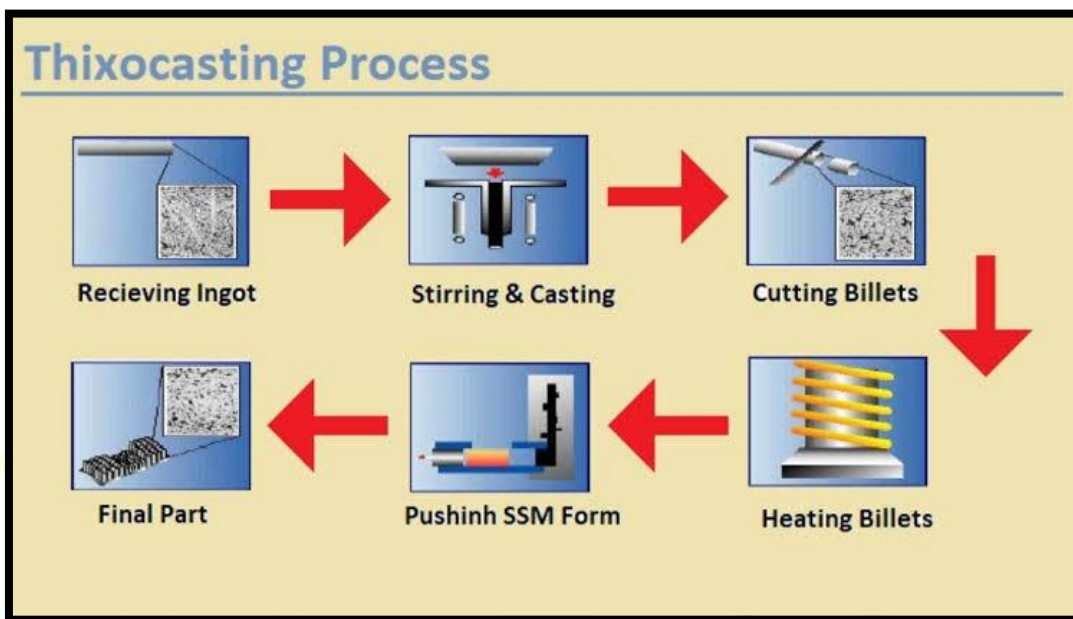 Thixocasting Process
Recieving Ingot
Stirring & Casting
Cutting Billets
Final Part
Pushinh SSM Form
Heating Billets